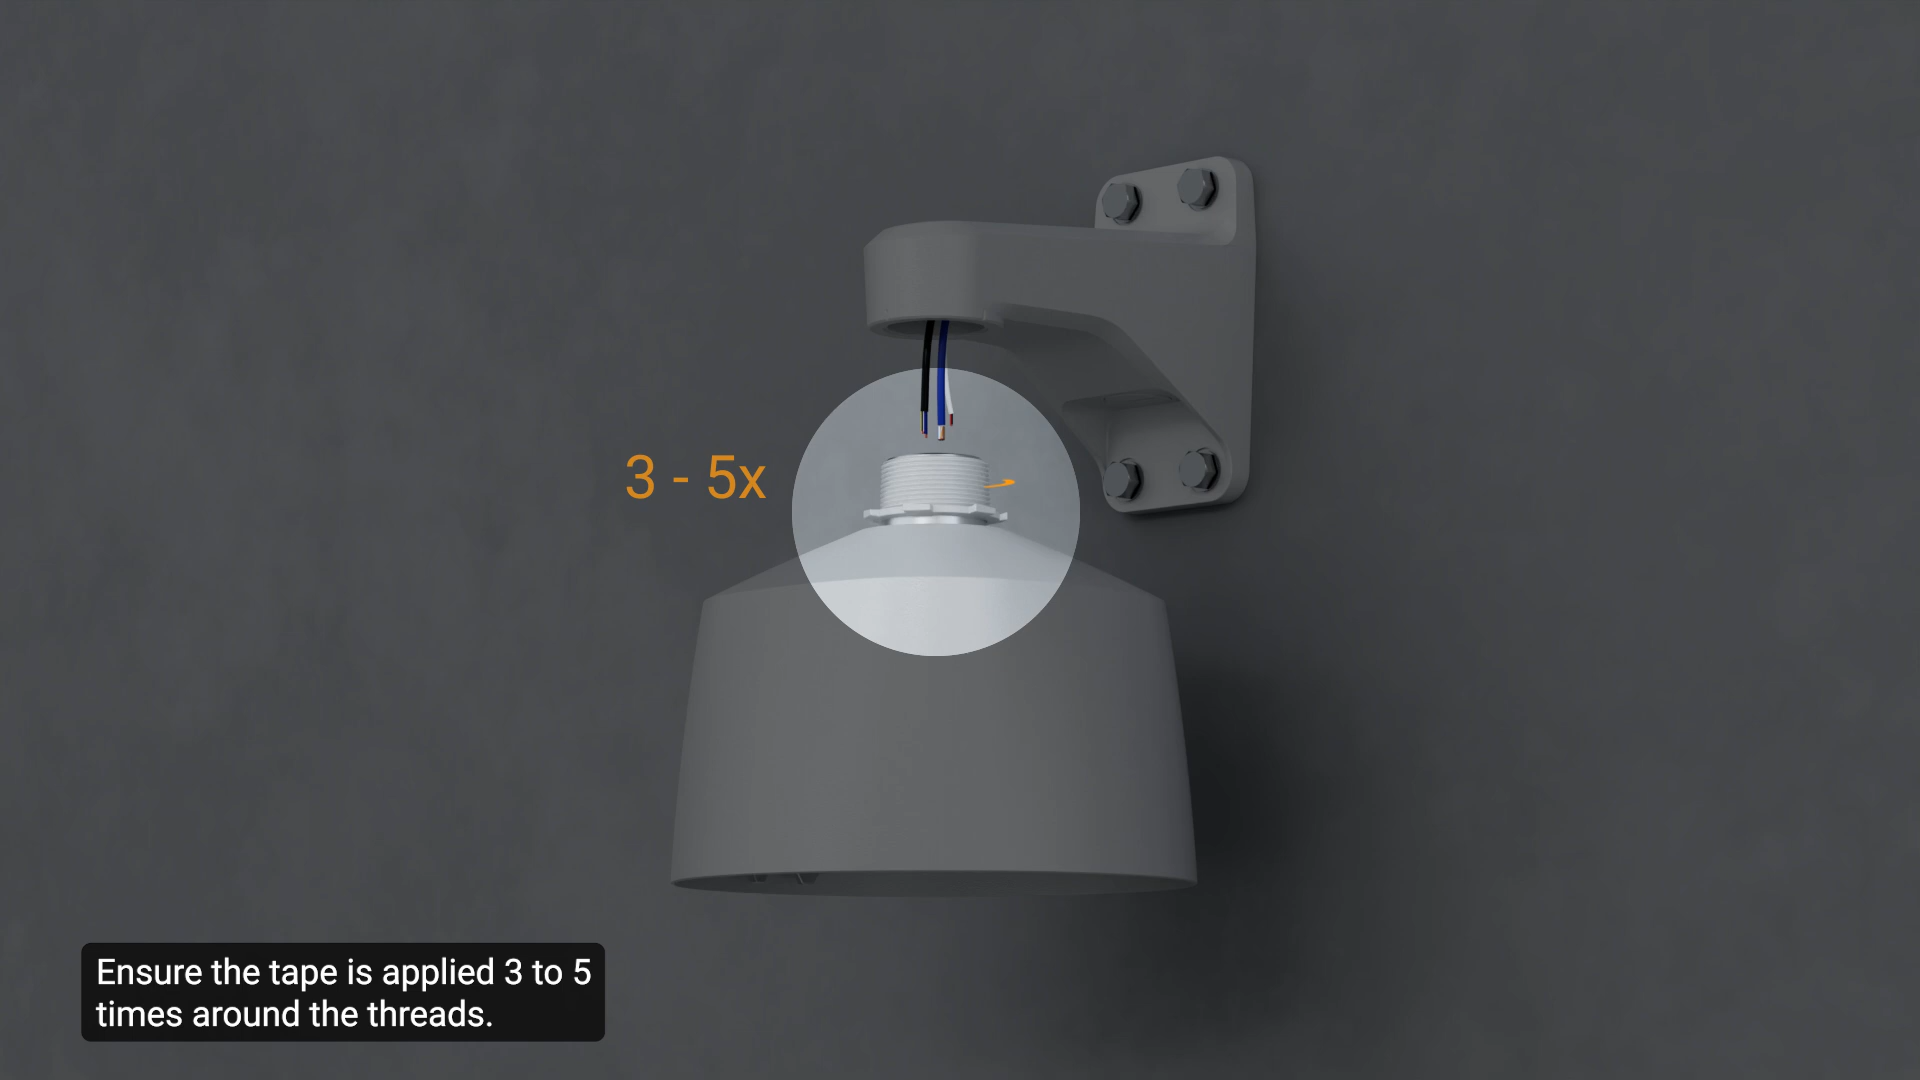 3 - 5x
Ensure the tape is applied 3 to 5
times around the threads.